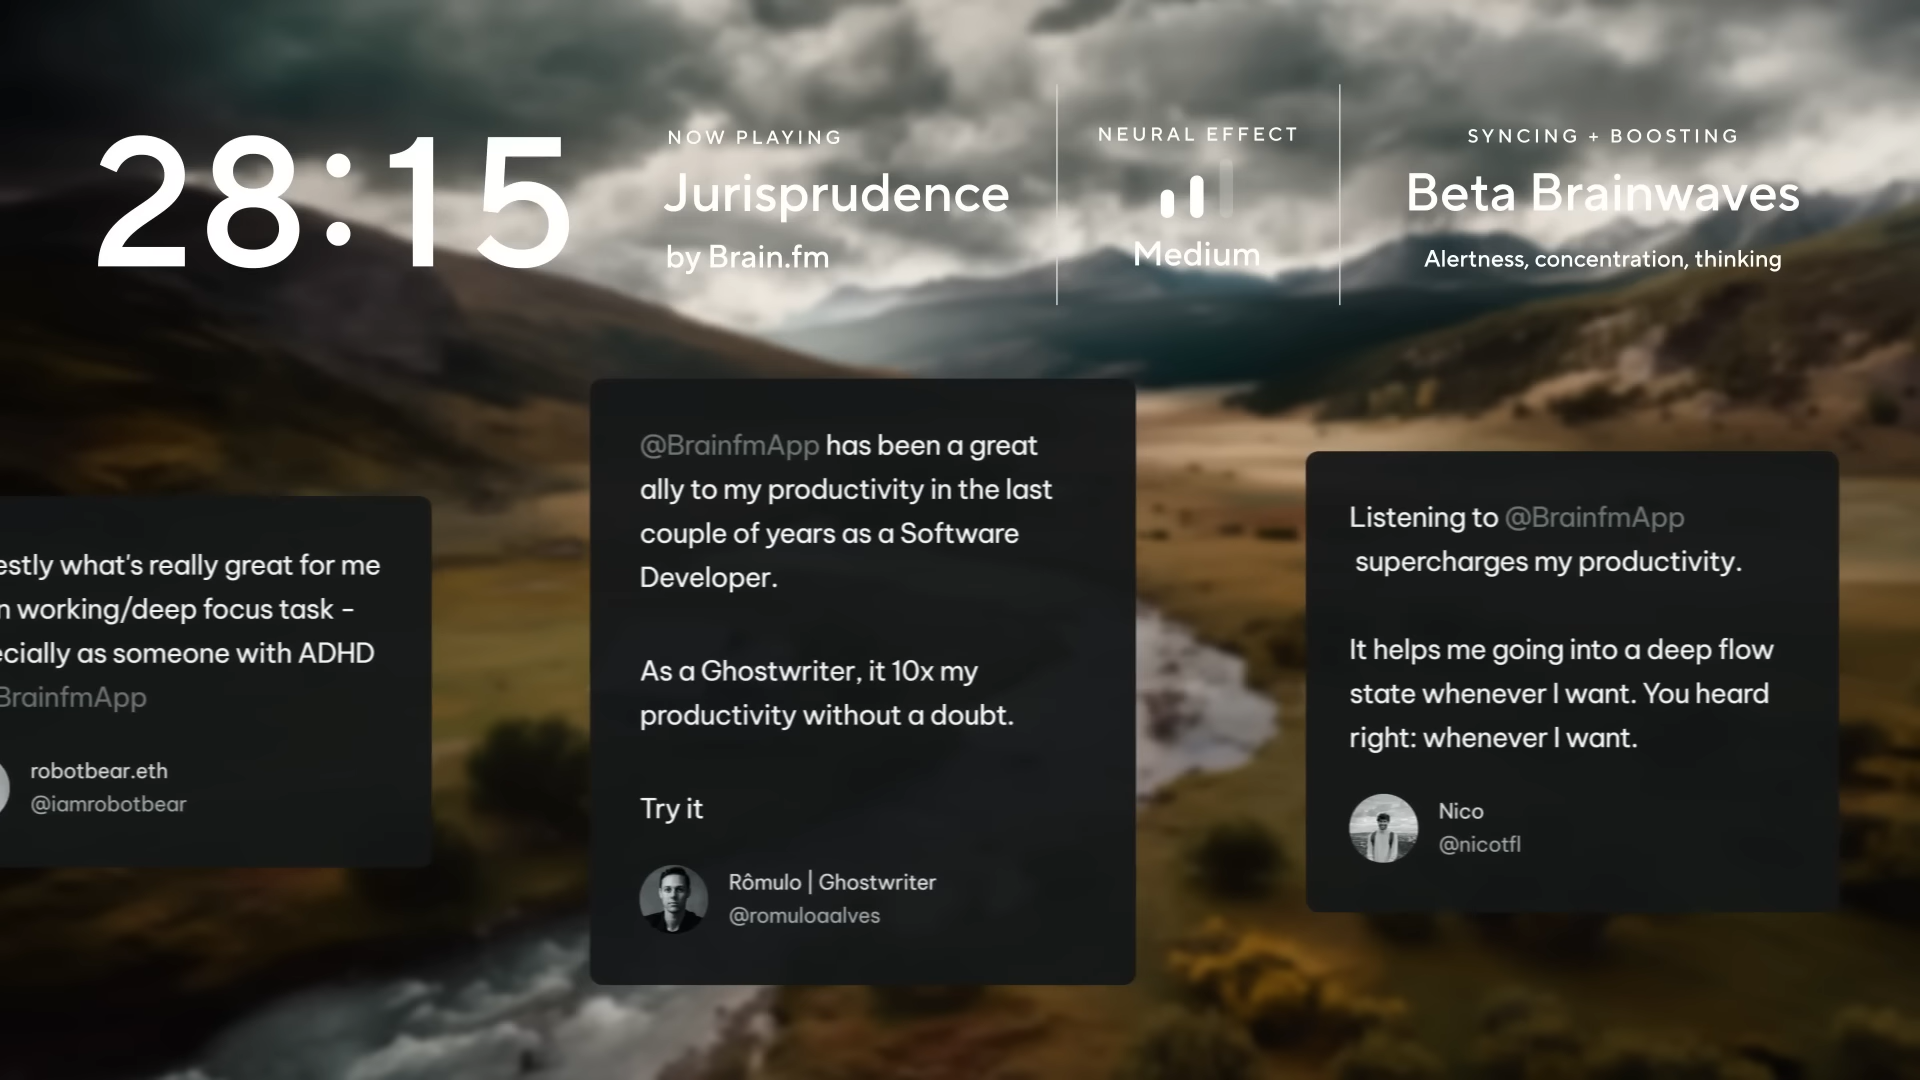 28:15
NOW PLAYING
Jurisprudence
by Brain.fm
NEURAL EFFECT
Medium
SYNCING + BOOSTING
Beta Brainwaves
Alertness, concentration, thinking
what's really great for me
working/deep focus task -
as someone with ADHD
BrainfmApp
robotbear.eth
@iamrobotbear
@BrainfmApp has been a great
ally to my productivity in the last
couple of years as a Software
Developer.
As a Ghostwriter, it 10x my
productivity without a doubt.
Try it
Rômulo | Ghostwriter
@romuloaalves
Listening to @BrainfmApp
supercharges my productivity.
It helps me going into a deep flow
state whenever I want. You heard
right: whenever I want.
Nico
@nicotfl